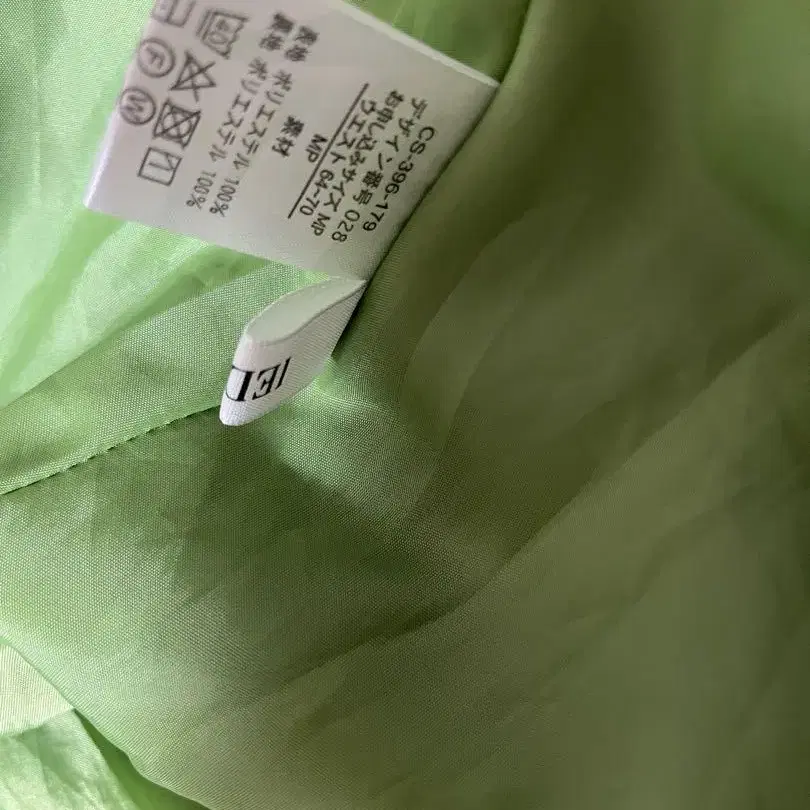 CS-396-179
デザイン番号 028
お申し込みサイズ MP
ウエスト 64-70
MP
素材
表地 ポリエステル 100%
裏地 ポリエステル 100%
F
W